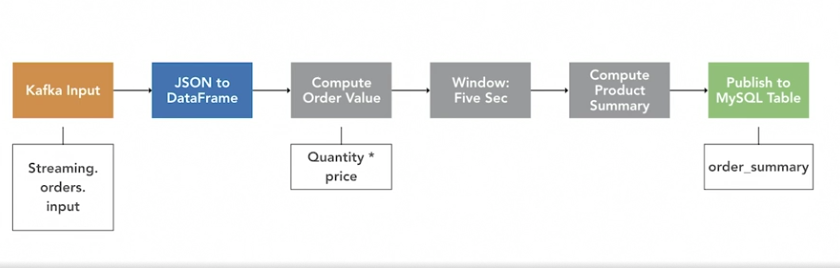 Kafka Input
JSON to
DataFrame
Compute
Order Value
Window:
Five Sec
Compute
Product
Summary
Publish to
MySQL Table
Streaming.
orders.
input
Quantity *
price
order_summary